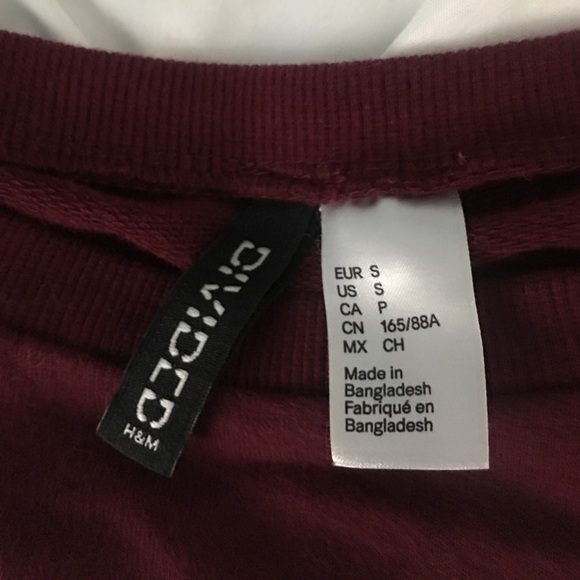 DIVIDED
H&M
EUR S
US S
CA P
CN 165/88A
MX CH
Made in
Bangladesh
Fabriqué en
Bangladesh